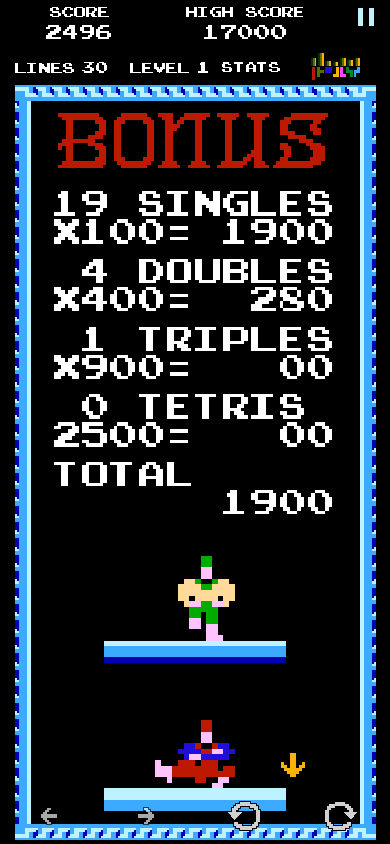 SCORE HIGH SCORE
2496 17000
LINES 30 LEVEL 1 STATS
BONUS
19 SINGLES
X100= 1900
4 DOUBLES
X400= 280
1 TRIPLES
X900= 00
0 TETRIS
2500= 00
TOTAL
1900